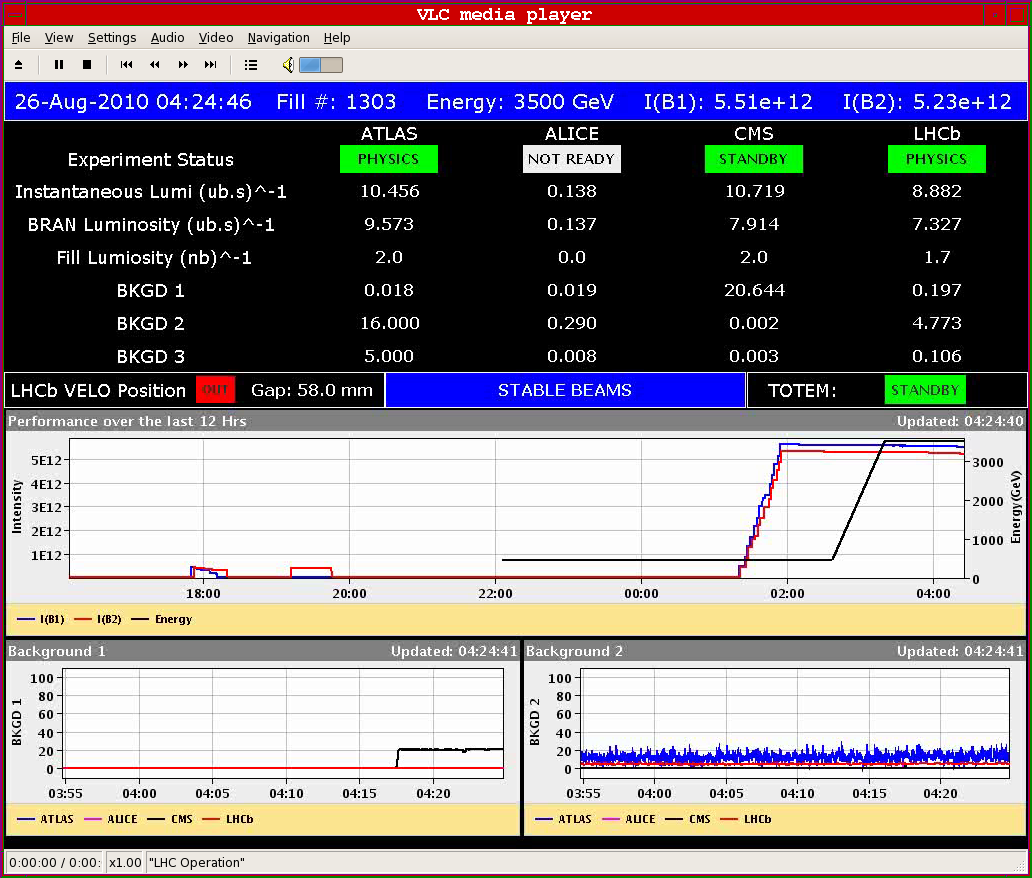 VLC media player
File View Settings Audio Video Navigation Help
26-Aug-2010 04:24:46 Fill #: 1303 Energy: 3500 GeV I(B1): 5.51e+12 I(B2): 5.23e+12
ATLAS ALICE CMS LHCb
Experiment Status PHYSICS NOT READY STANDBY PHYSICS
Instantaneous Lumi (ub.s)^-1 10.456 0.138 10.719 8.882
BRAN Luminosity (ub.s)^-1 9.573 0.137 7.914 7.327
Fill Lumiosity (nb)^-1 2.0 0.0 2.0 1.7
BKGD 1 0.018 0.019 20.644 0.197
BKGD 2 16.000 0.290 0.002 4.773
BKGD 3 5.000 0.008 0.003 0.106
LHCb VELO Position OUT Gap: 58.0 mm STABLE BEAMS TOTEM: STANDBY
Performance over the last 12 Hrs Updated: 04:24:40
Intensity
5E12
4E12
3E12
2E12
1E12
3000
2000
1000
0
Energy(GeV)
18:00 20:00 22:00 00:00 02:00 04:00
I(B1) I(B2) Energy
Background 1 Updated: 04:24:41
BKGD 1
100
80
60
40
20
0
03:55 04:00 04:05 04:10 04:15 04:20
ATLAS ALICE CMS LHCb
Background 2 Updated: 04:24:41
BKGD 2
100
80
60
40
20
0
03:55 04:00 04:05 04:10 04:15 04:20
ATLAS ALICE CMS LHCb
0:00:00 / 0:00: x1.00 "LHC Operation"